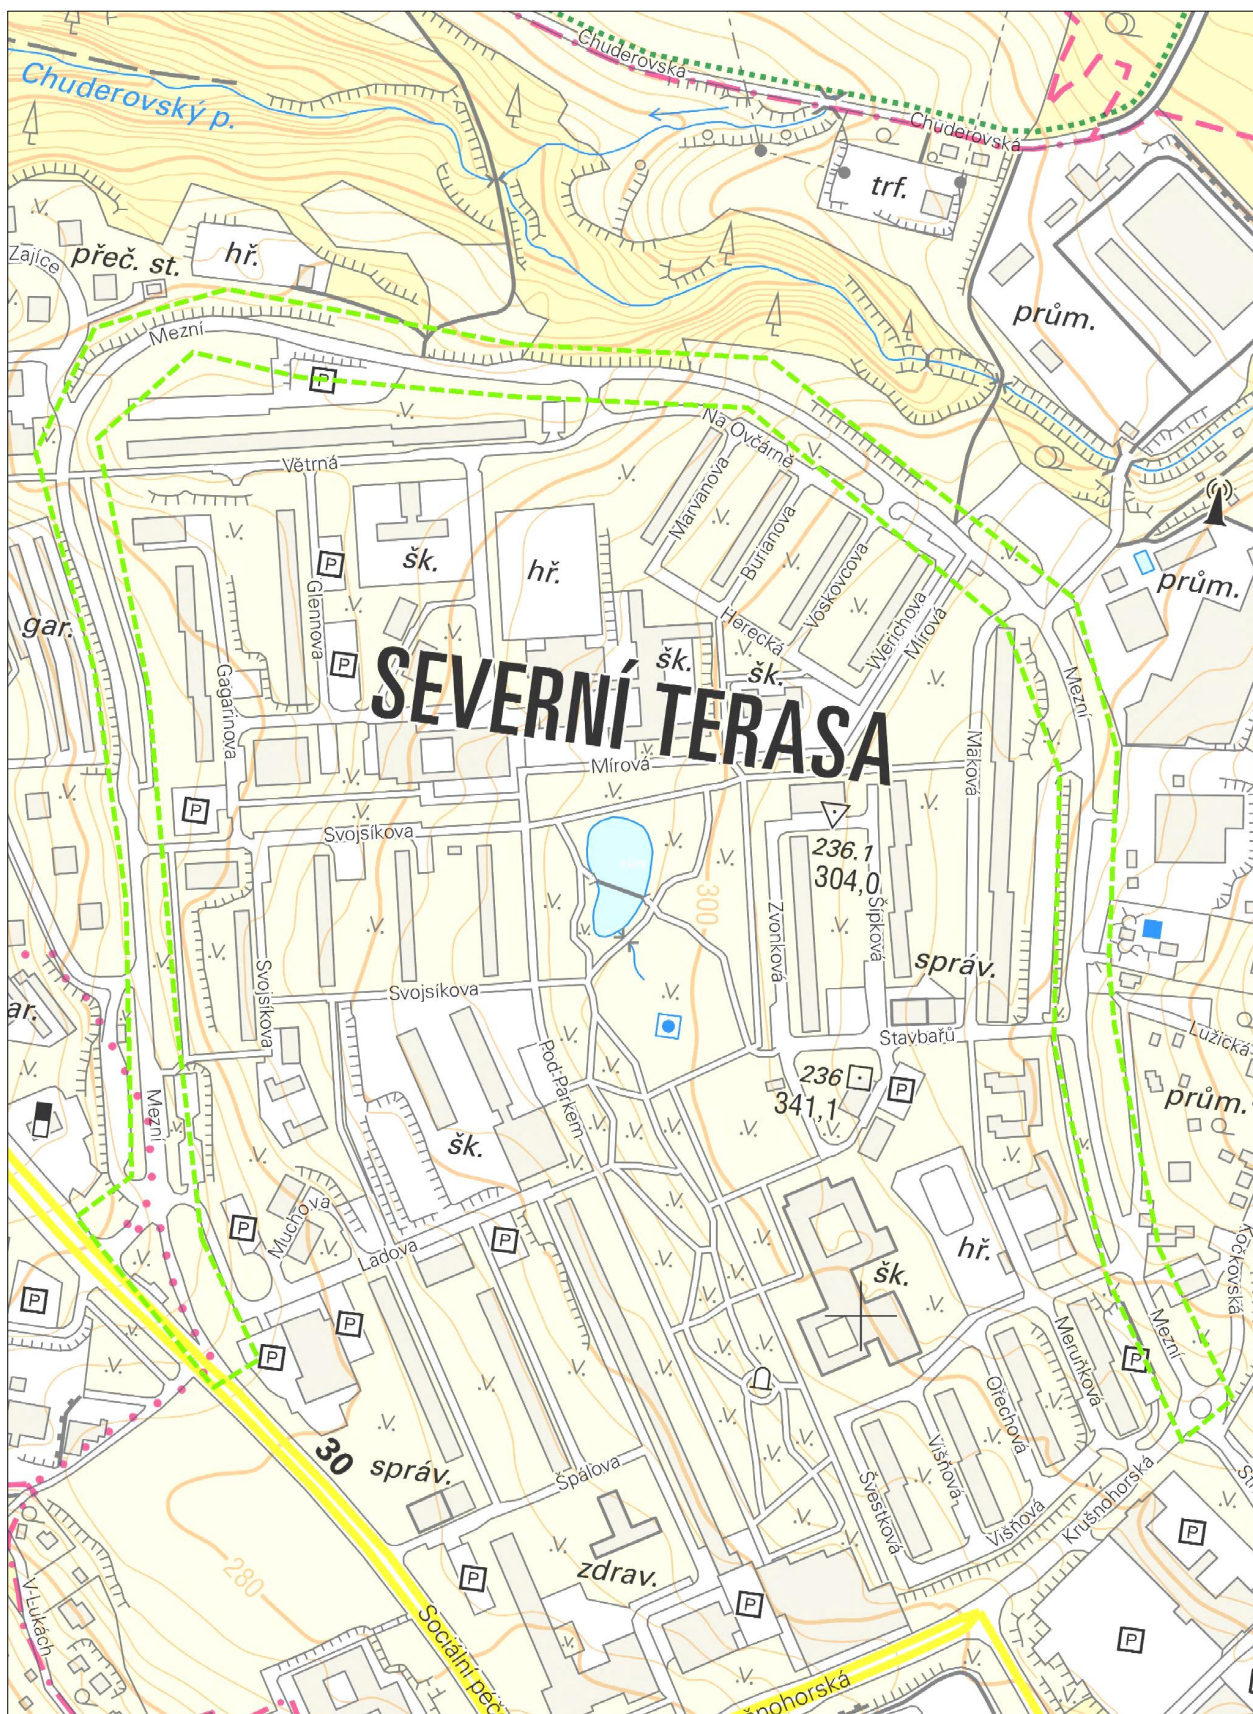 Chuderovská
Chuderovský p.
Chuderovská
trf.
Zajíce
přeč. st.
hř.
prům.
Mezní
P
Na Ovčárně
Větrná
Marvanova
Burianova
Voskovcova
šk.
hř.
P
Glennova
prům.
gar.
Herecká
Werichova
Mírová
šk.
šk.
P
Gagarinova
Mezní
SEVERNÍ TERASA
Maková
Mírová
P
Svojsíkova
236.1
304,0
300
Zvonková
Šípková
Svojsíkova
správ.
Svojsíkova
ar.
Stavbařů
Lužická
Pod Parkem
236
341,1
P
prům.
Mezní
šk.
Muchova
P
Ladova
P
hř.
šk.
Kočkovská
P
P
P
Mezní
Meruňková
P
Ořechová
30
správ.
Špálova
Švestková
Višňová
Višňová
Krušnohorská
280
zdrav.
P
P
P
P
V Lukách
Sociální péč
šnohorská